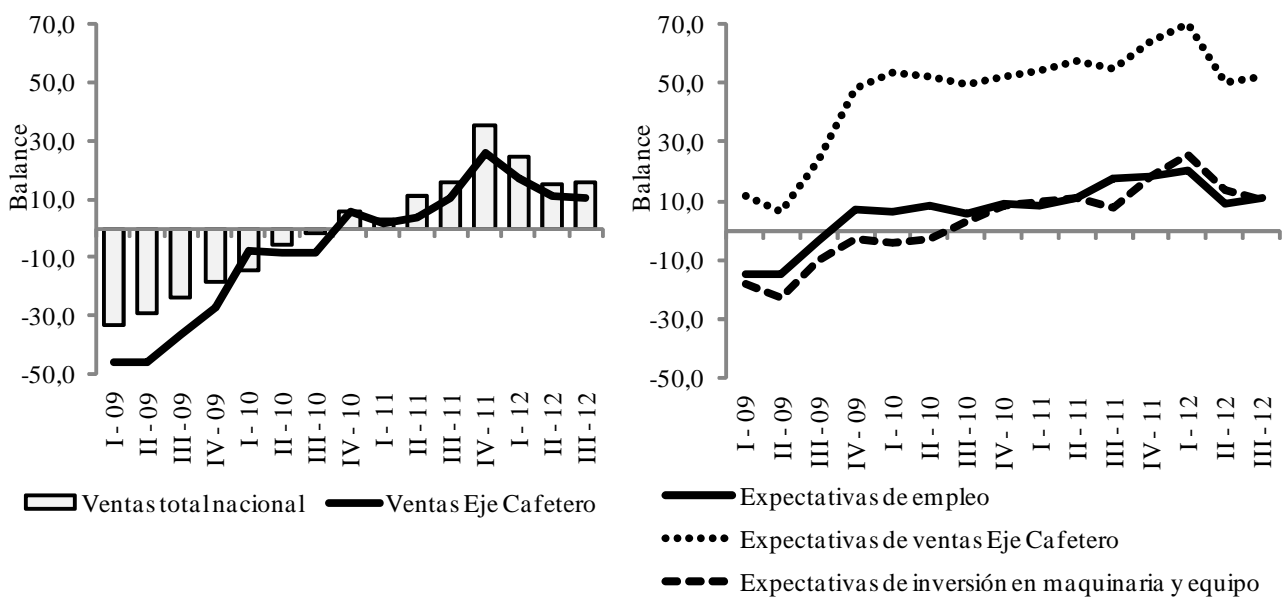 70,0
50,0
30,0
10,0
-10,0
-30,0
-50,0
Balance
I - 09
II - 09
III - 09
IV - 09
I - 10
II - 10
III - 10
IV - 10
I - 11
II - 11
III - 11
IV - 11
I - 12
II - 12
III - 12
Ventas total nacional
Ventas Eje Cafetero
70,0
50,0
30,0
10,0
-10,0
-30,0
-50,0
Balance
I - 09
II - 09
III - 09
IV - 09
I - 10
II - 10
III - 10
IV - 10
I - 11
II - 11
III - 11
IV - 11
I - 12
II - 12
III - 12
Expectativas de empleo
Expectativas de ventas Eje Cafetero
Expectativas de inversión en maquinaria y equipo